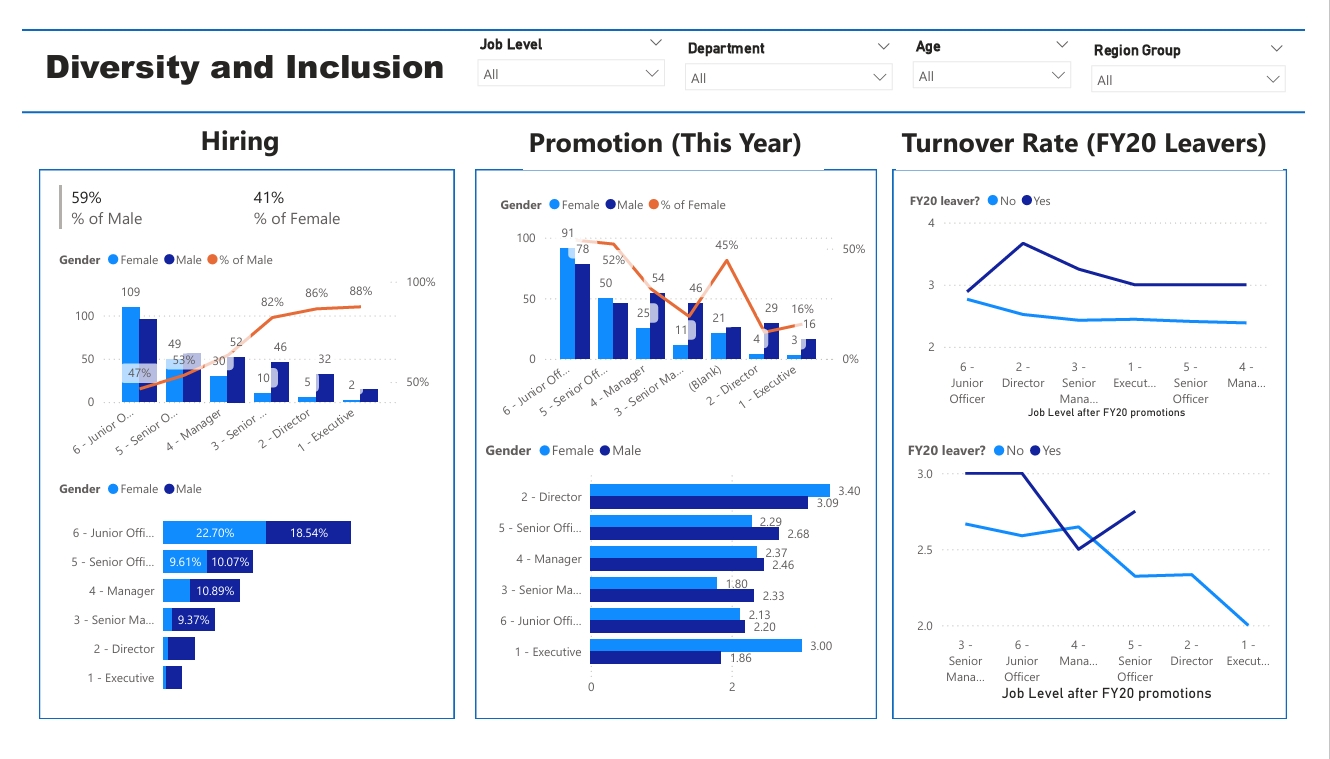 Diversity and Inclusion
Job Level
All
Department
All
Age
All
Region Group
All
Hiring
59%
% of Male
41%
% of Female
Gender Female Male % of Male
100%
50%
100
50
0
109
49
30
52
10
46
5
32
2
47%
53%
82%
86%
88%
6 - Junior O...
5 - Senior O...
4 - Manager
3 - Senior ...
2 - Director
1 - Executive
Gender Female Male
6 - Junior Offi... 22.70% 18.54%
5 - Senior Offi... 9.61% 10.07%
4 - Manager 10.89%
3 - Senior Ma... 9.37%
2 - Director
1 - Executive
Promotion (This Year)
Gender Female Male % of Female
100
50
0
50%
0%
91
78
52%
50
25
54
11
46
45%
21
4
29
16%
3
16
6 - Junior Off...
5 - Senior Off...
4 - Manager
3 - Senior Ma...
(Blank)
2 - Director
1 - Executive
Gender Female Male
2 - Director 3.40
3.09
5 - Senior Offi... 2.29
2.68
4 - Manager 2.37
2.46
3 - Senior Ma... 1.80
2.33
6 - Junior Offi... 2.13
2.20
1 - Executive 3.00
1.86
0 2
Turnover Rate (FY20 Leavers)
FY20 leaver? No Yes
4
3
2
6 -
Junior
Officer
2 -
Director
3 -
Senior
Mana...
1 -
Execut...
5 -
Senior
Officer
4 -
Mana...
Job Level after FY20 promotions
FY20 leaver? No Yes
3.0
2.5
2.0
3 -
Senior
Mana...
6 -
Junior
Officer
4 -
Mana...
5 -
Senior
Officer
2 -
Director
1 -
Execut...
Job Level after FY20 promotions